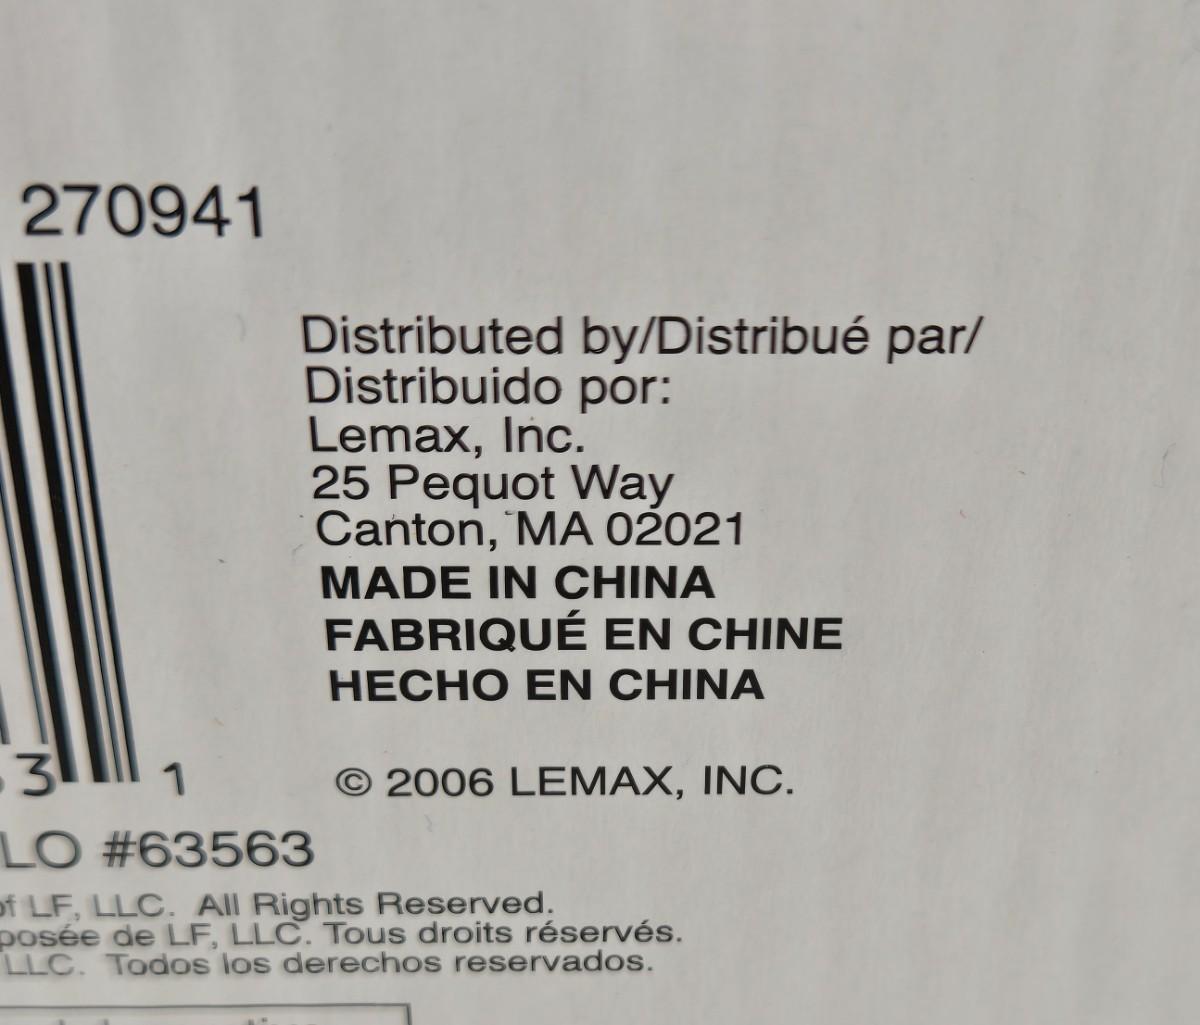 270941
Distributed by/Distribué par/
Distribuido por:
Lemax, Inc.
25 Pequot Way
Canton, MA 02021
MADE IN CHINA
FABRIQUÉ EN CHINE
HECHO EN CHINA
3 1
© 2006 LEMAX, INC.
LO #63563
of LF, LLC. All Rights Reserved.
posée de LF, LLC. Tous droits réservés.
LLC. Todos los derechos reservados.